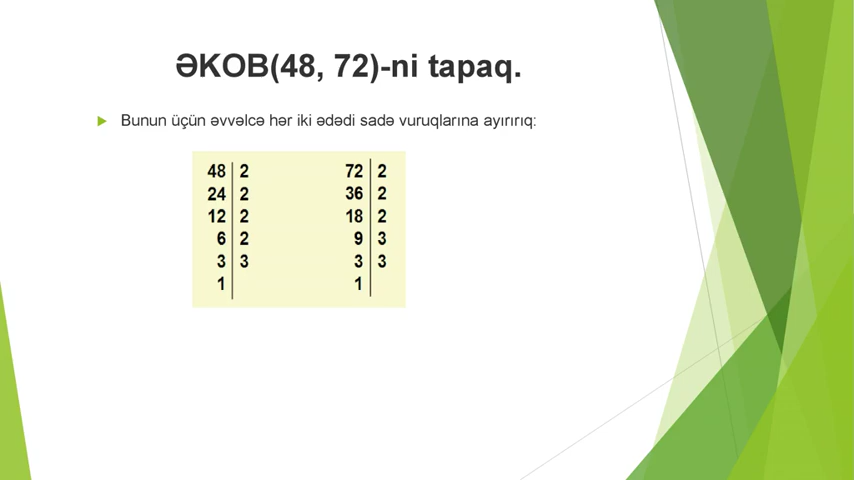 ƏKOB(48, 72)-ni tapaq.
Bunun üçün əvvəlcə hər iki ədədi sadə vuruqlarına ayırırıq:
48 2 72 2
24 2 36 2
12 2 18 2
6 2 9 3
3 3 3 3
1 1